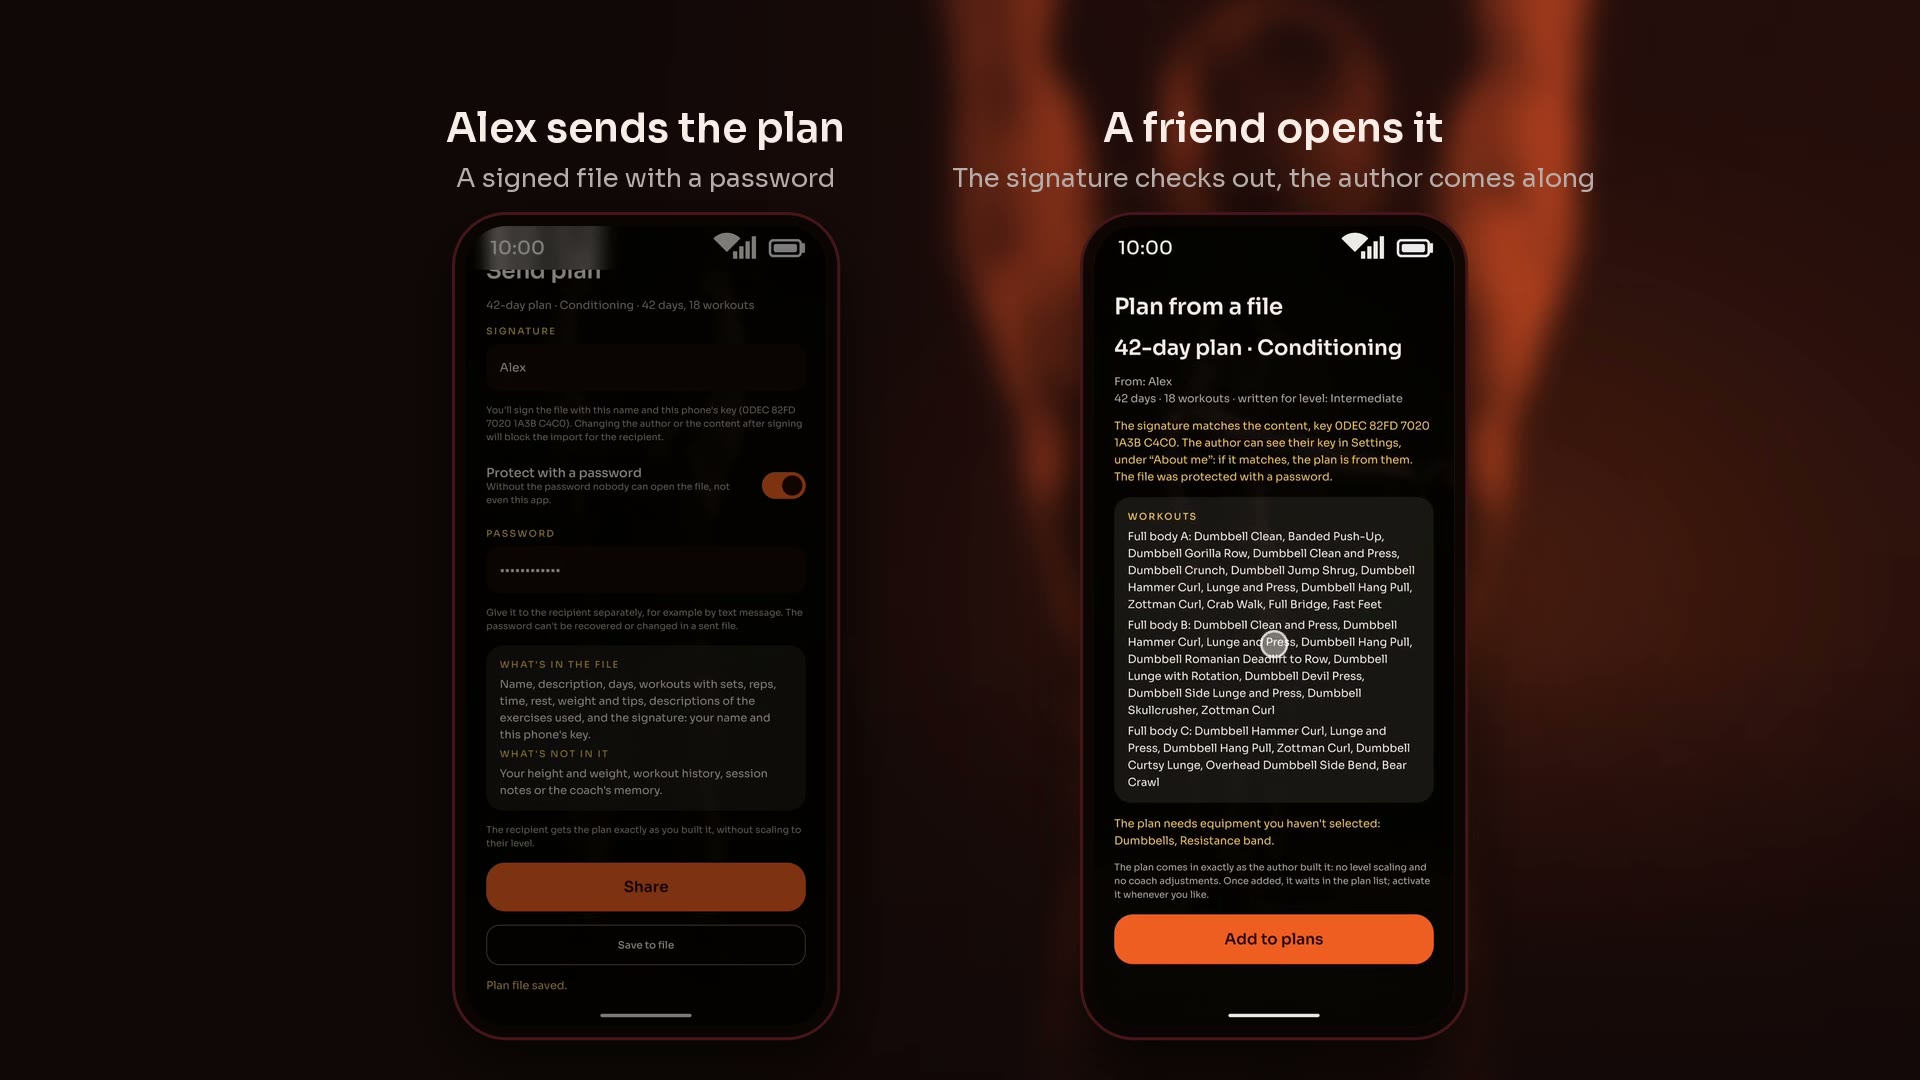 Alex sends the plan
A signed file with a password
10:00
Send plan
42-day plan · Conditioning · 42 days, 18 workouts
SIGNATURE
Alex
You'll sign the file with this name and this phone's key (0DEC 82FD
7020 1A3B C4C0). Changing the author or the content after signing
will block the import for the recipient.
Protect with a password
Without the password nobody can open the file, not
even this app.
PASSWORD
••••••••••••
Give it to the recipient separately, for example by text message. The
password can't be recovered or changed in a sent file.
WHAT'S IN THE FILE
Name, description, days, workouts with sets, reps,
time, rest, weight and tips, descriptions of the
exercises used, and the signature: your name and
this phone's key.
WHAT'S NOT IN IT
Your height and weight, workout history, session
notes or the coach's memory.
The recipient gets the plan exactly as you built it, without scaling to
their level.
Share
Save to file
Plan file saved.
A friend opens it
The signature checks out, the author comes along
10:00
Plan from a file
42-day plan · Conditioning
From: Alex
42 days · 18 workouts · written for level: Intermediate
The signature matches the content, key 0DEC 82FD 7020
1A3B C4C0. The author can see their key in Settings,
under “About me”: if it matches, the plan is from them.
The file was protected with a password.
WORKOUTS
Full body A: Dumbbell Clean, Banded Push-Up,
Dumbbell Gorilla Row, Dumbbell Clean and Press,
Dumbbell Crunch, Dumbbell Jump Shrug, Dumbbell
Hammer Curl, Lunge and Press, Dumbbell Hang Pull,
Zottman Curl, Crab Walk, Full Bridge, Fast Feet
Full body B: Dumbbell Clean and Press, Dumbbell
Hammer Curl, Lunge and Press, Dumbbell Hang Pull,
Dumbbell Romanian Deadlift to Row, Dumbbell
Lunge with Rotation, Dumbbell Devil Press,
Dumbbell Side Lunge and Press, Dumbbell
Skullcrusher, Zottman Curl
Full body C: Dumbbell Hammer Curl, Lunge and
Press, Dumbbell Hang Pull, Zottman Curl, Dumbbell
Curtsy Lunge, Overhead Dumbbell Side Bend, Bear
Crawl
The plan needs equipment you haven't selected:
Dumbbells, Resistance band.
The plan comes in exactly as the author built it: no level scaling and
no coach adjustments. Once added, it waits in the plan list; activate
it whenever you like.
Add to plans